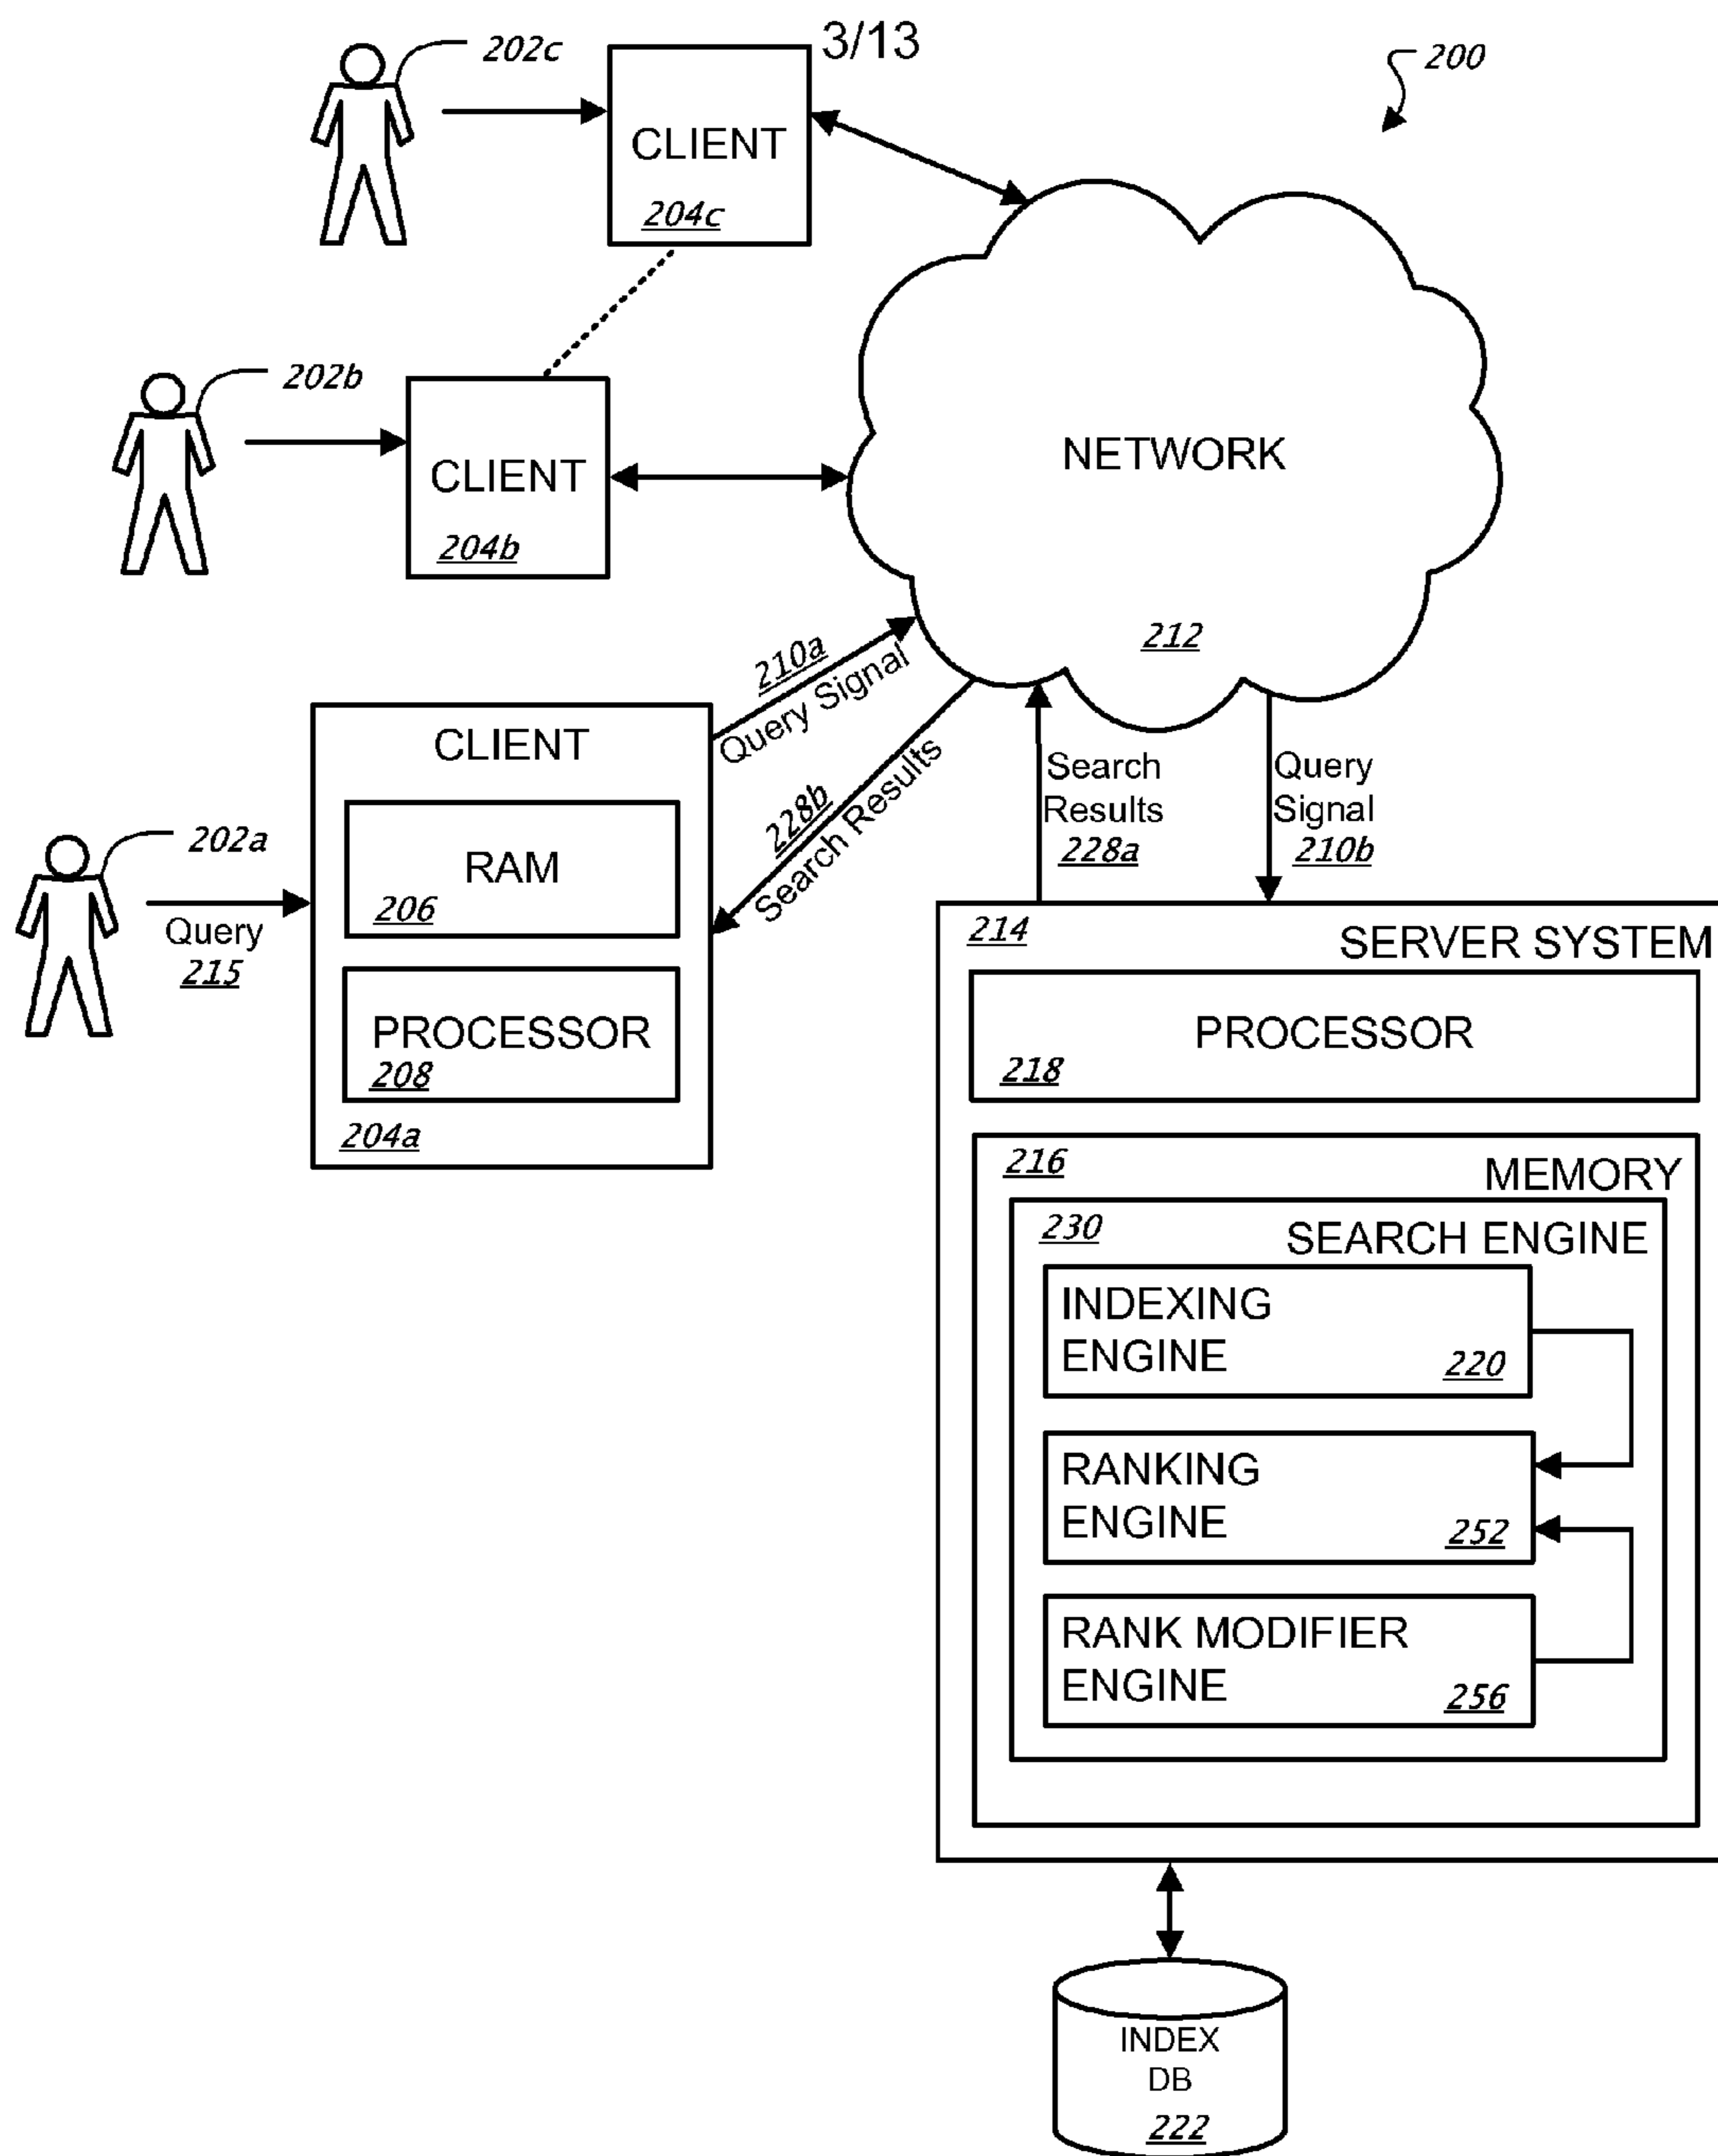 3/13
200
202c
CLIENT
204c
202b
CLIENT
204b
NETWORK
212
210a
Query Signal
228b
Search Results
Search
Results
228a
Query
Signal
210b
202a
Query
215
CLIENT
RAM
206
PROCESSOR
208
204a
214
SERVER SYSTEM
PROCESSOR
218
216
MEMORY
230
SEARCH ENGINE
INDEXING
ENGINE
220
RANKING
ENGINE
252
RANK MODIFIER
ENGINE
256
INDEX
DB
222